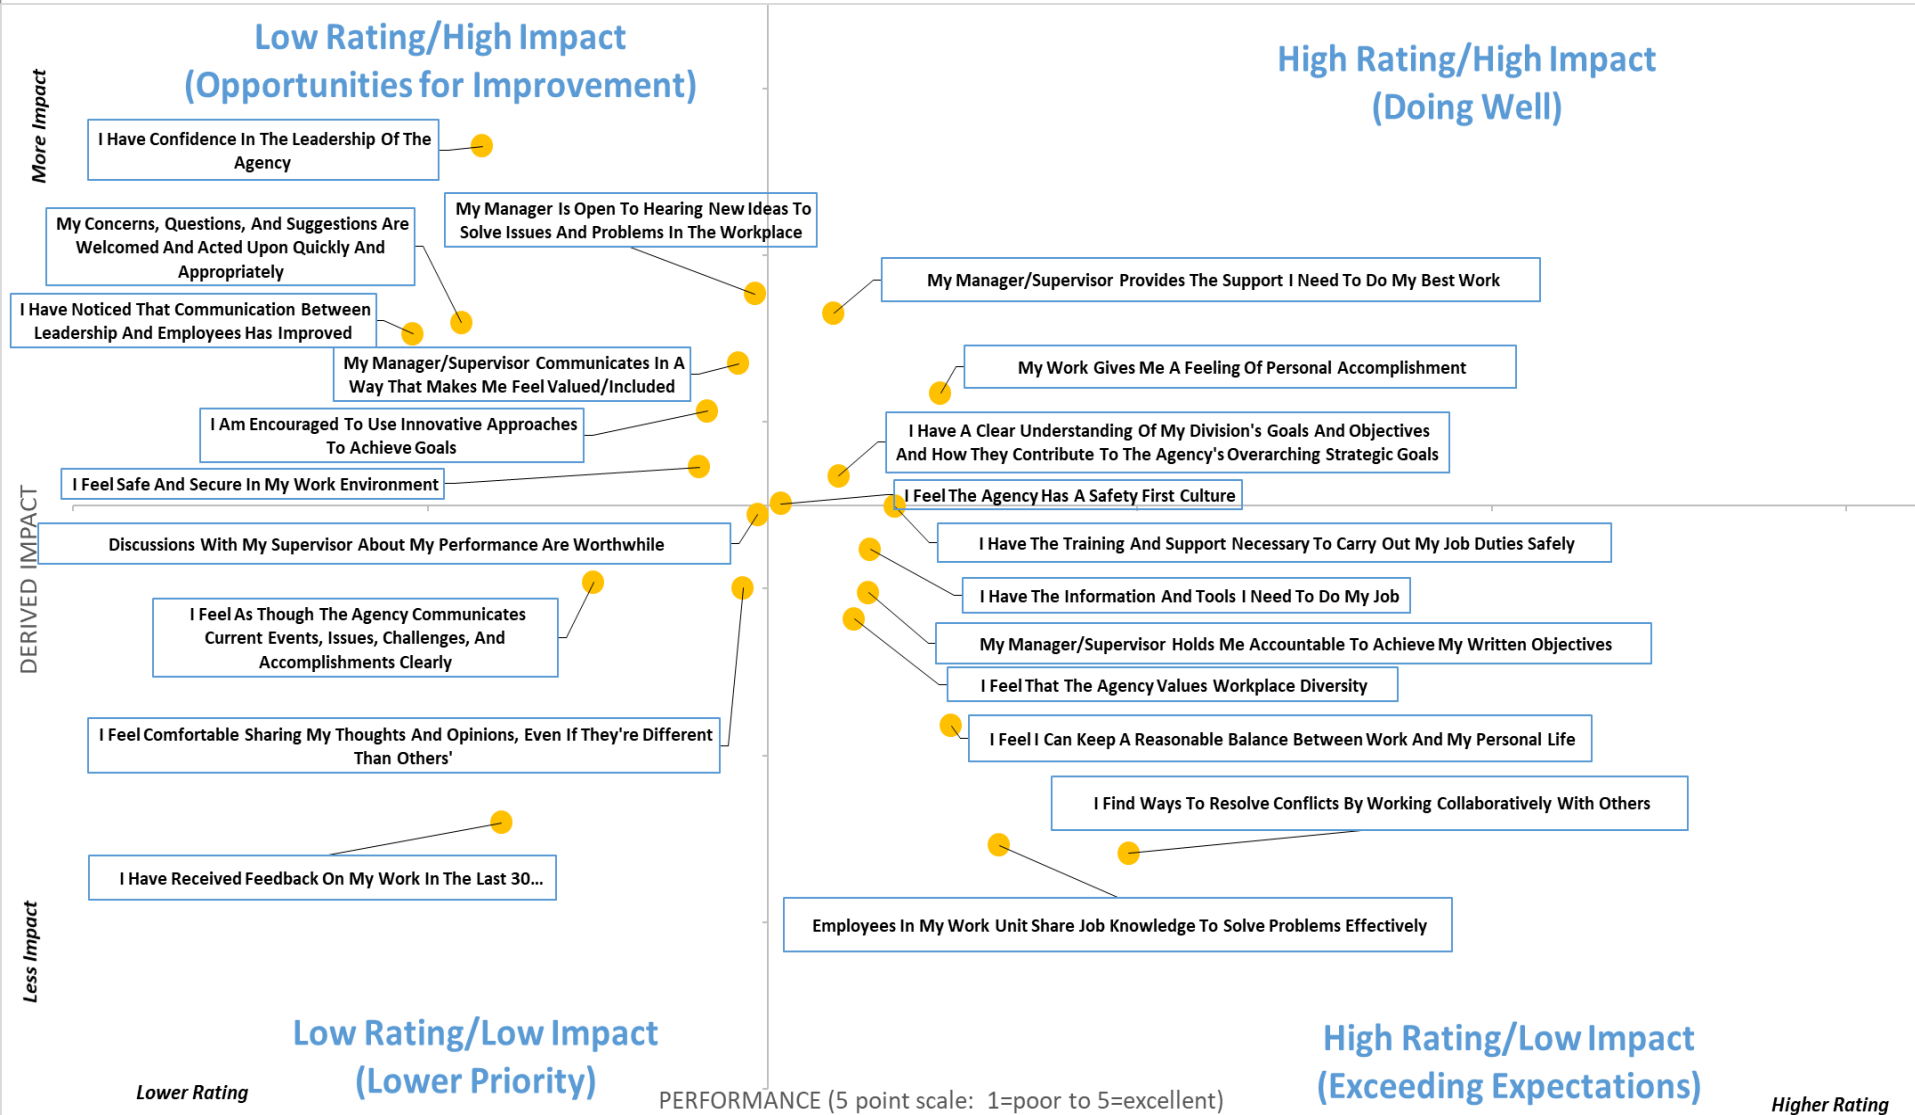 Low Rating/High Impact
(Opportunities for Improvement)
High Rating/High Impact
(Doing Well)
More Impact
I Have Confidence In The Leadership Of The
Agency
My Manager Is Open To Hearing New Ideas To
Solve Issues And Problems In The Workplace
My Concerns, Questions, And Suggestions Are
Welcomed And Acted Upon Quickly And
Appropriately
My Manager/Supervisor Provides The Support I Need To Do My Best Work
I Have Noticed That Communication Between
Leadership And Employees Has Improved
My Manager/Supervisor Communicates In A
Way That Makes Me Feel Valued/Included
My Work Gives Me A Feeling Of Personal Accomplishment
I Am Encouraged To Use Innovative Approaches
To Achieve Goals
I Have A Clear Understanding Of My Division's Goals And Objectives
And How They Contribute To The Agency's Overarching Strategic Goals
I Feel Safe And Secure In My Work Environment
I Feel The Agency Has A Safety First Culture
DERIVED IMPACT
Discussions With My Supervisor About My Performance Are Worthwhile
I Have The Training And Support Necessary To Carry Out My Job Duties Safely
I Have The Information And Tools I Need To Do My Job
I Feel As Though The Agency Communicates
Current Events, Issues, Challenges, And
Accomplishments Clearly
My Manager/Supervisor Holds Me Accountable To Achieve My Written Objectives
I Feel That The Agency Values Workplace Diversity
I Feel Comfortable Sharing My Thoughts And Opinions, Even If They're Different
Than Others'
I Feel I Can Keep A Reasonable Balance Between Work And My Personal Life
I Find Ways To Resolve Conflicts By Working Collaboratively With Others
I Have Received Feedback On My Work In The Last 30...
Employees In My Work Unit Share Job Knowledge To Solve Problems Effectively
Less Impact
Low Rating/Low Impact
(Lower Priority)
High Rating/Low Impact
(Exceeding Expectations)
Lower Rating
PERFORMANCE (5 point scale: 1=poor to 5=excellent)
Higher Rating